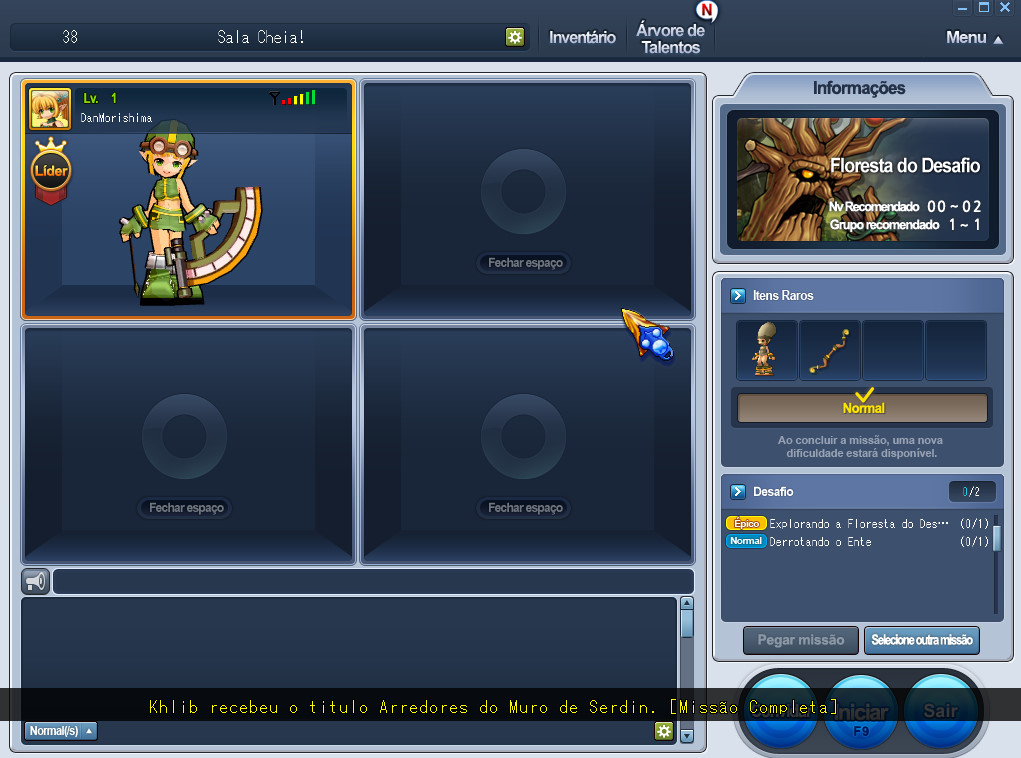 38
Sala Cheia!
Inventário
Árvore de
Talentos
N
Menu
Lv. 1
DanMorishima
Líder
Fechar espaço
Fechar espaço
Fechar espaço
Informações
Floresta do Desafio
Nv Recomendado 00 ~ 02
Grupo recomendado 1 ~ 1
Itens Raros
Normal
Ao concluir a missão, uma nova
dificuldade estará disponível.
Desafio
0/2
Épico Explorando a Floresta do Des··· (0/1)
Normal Derrotando o Ente (0/1)
Pegar missão
Selecione outra missão
Khlib recebeu o titulo Arredores do Muro de Serdin. [Missão Completa]
Normal(/s)
Iniciar
F9
Sair